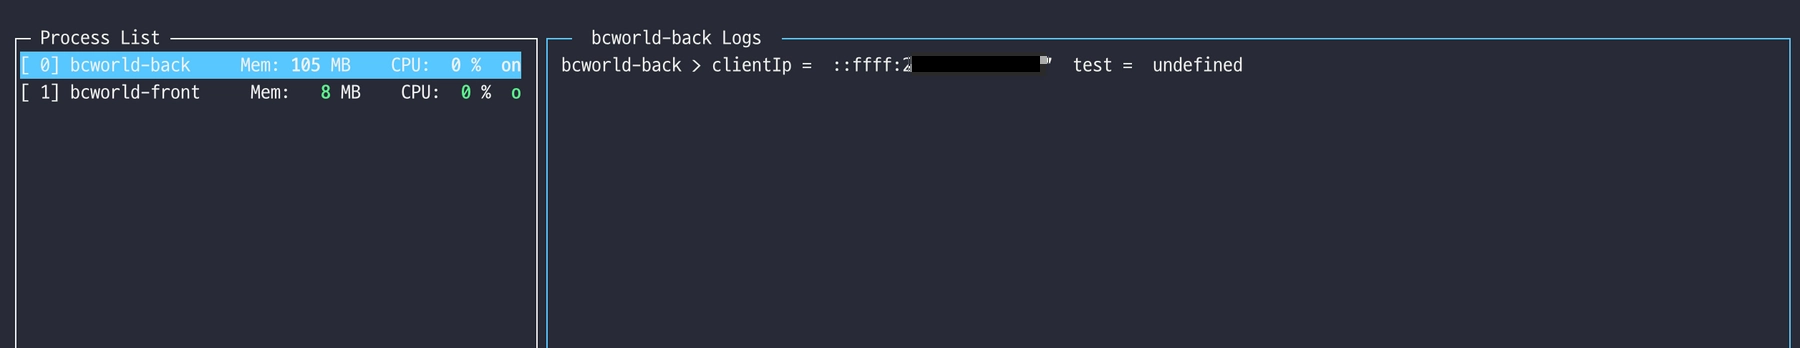 Process List
[ 0] bcworld-back Mem: 105 MB CPU: 0 % on
[ 1] bcworld-front Mem: 8 MB CPU: 0 % o
bcworld-back Logs
bcworld-back > clientIp = ::ffff:2 test = undefined